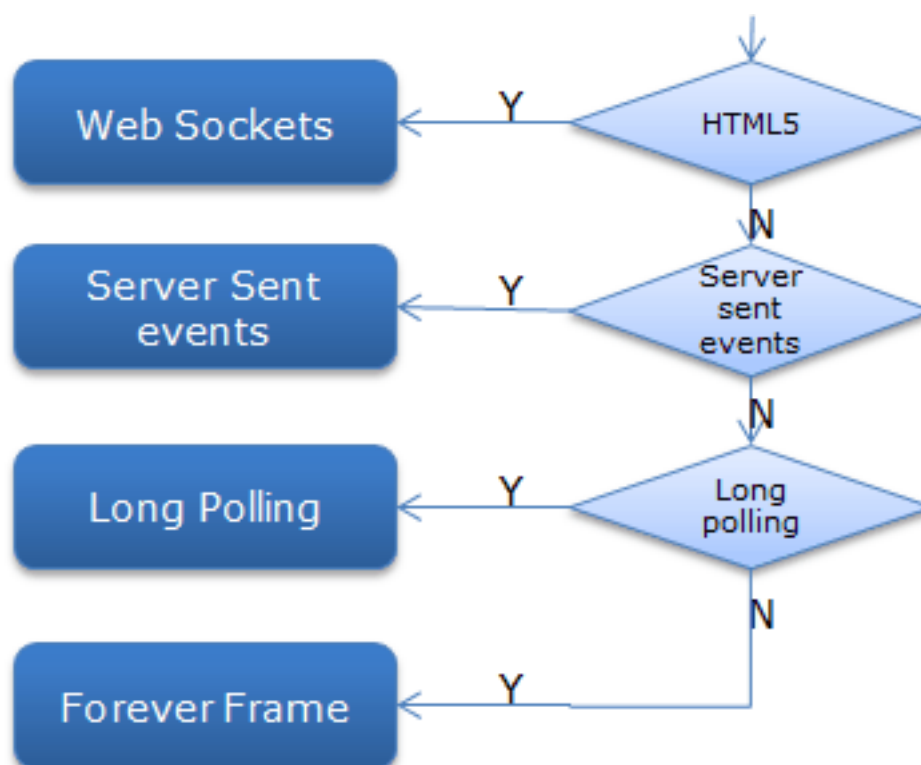 Web Sockets
Y
HTML5
N
Server Sent
events
Y
Server
sent
events
N
Long Polling
Y
Long
polling
N
Forever Frame
Y